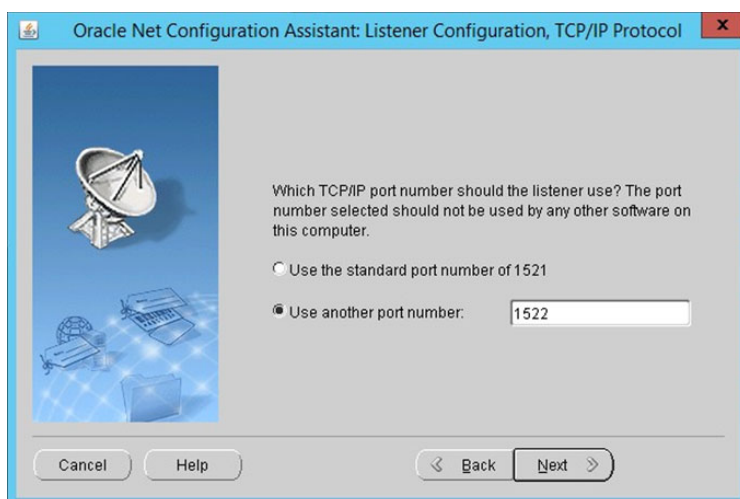 Oracle Net Configuration Assistant: Listener Configuration, TCP/IP Protocol
x
Which TCP/IP port number should the listener use? The port
number selected should not be used by any other software on
this computer.
Use the standard port number of 1521
Use another port number:
1522
Cancel
Help
Back
Next